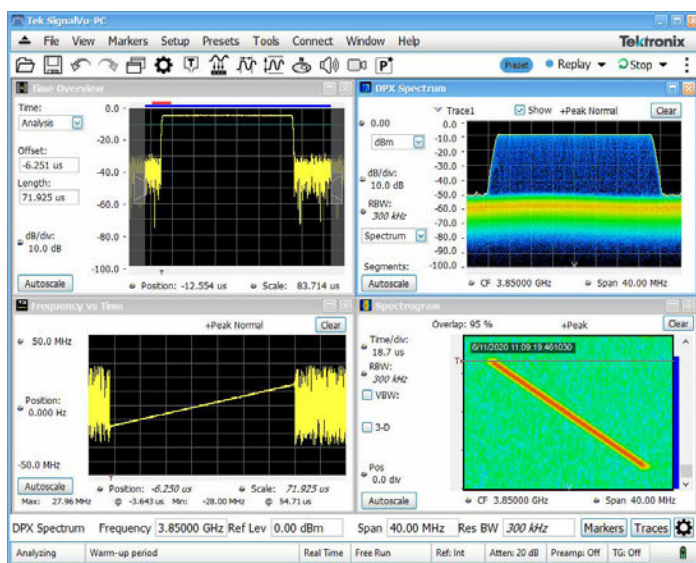 Tek SignalVu-PC
File View Markers Setup Presets Tools Connect Window Help
Tektronix
Preset Replay Stop
Time Overview
Time:
Analysis
Offset:
-6.251 us
Length:
71.925 us
dB/div:
10.0 dB
Autoscale
0.0
-20.0
-40.0
-60.0
-80.0
-100.0
Position: -12.554 us Scale: 83.714 us
DPX Spectrum
Trace1 Show +Peak Normal Clear
0.00
dBm
dB/div:
10.0 dB
RBW:
300 kHz
Spectrum
Segments:
Autoscale
0.0
-10.0
-20.0
-30.0
-40.0
-50.0
-60.0
-70.0
-80.0
-90.0
-100.0
CF 3.85000 GHz Span 40.00 MHz
Frequency vs Time
+Peak Normal Clear
50.0 MHz
Position:
0.000 Hz
-50.0 MHz
Autoscale
Position: -6.250 us Scale: 71.925 us
Max: 27.96 MHz @ -3.643 us Min: -28.00 MHz @ 54.71 us
Spectrogram
Overlap: 95 % +Peak Clear
Time/div:
18.7 us
RBW:
300 kHz
VBW:
3-D
Pos
0.0 div
Autoscale
6/11/2020 11:09:19.461030
T
CF 3.85000 GHz Span 40.00 MHz
DPX Spectrum Frequency 3.85000 GHz Ref Lev 0.00 dBm Span 40.00 MHz Res BW 300 kHz Markers Traces
Analyzing Warm-up period Real Time Free Run Ref: Int Atten: 20 dB Preamp: Off TG: Off